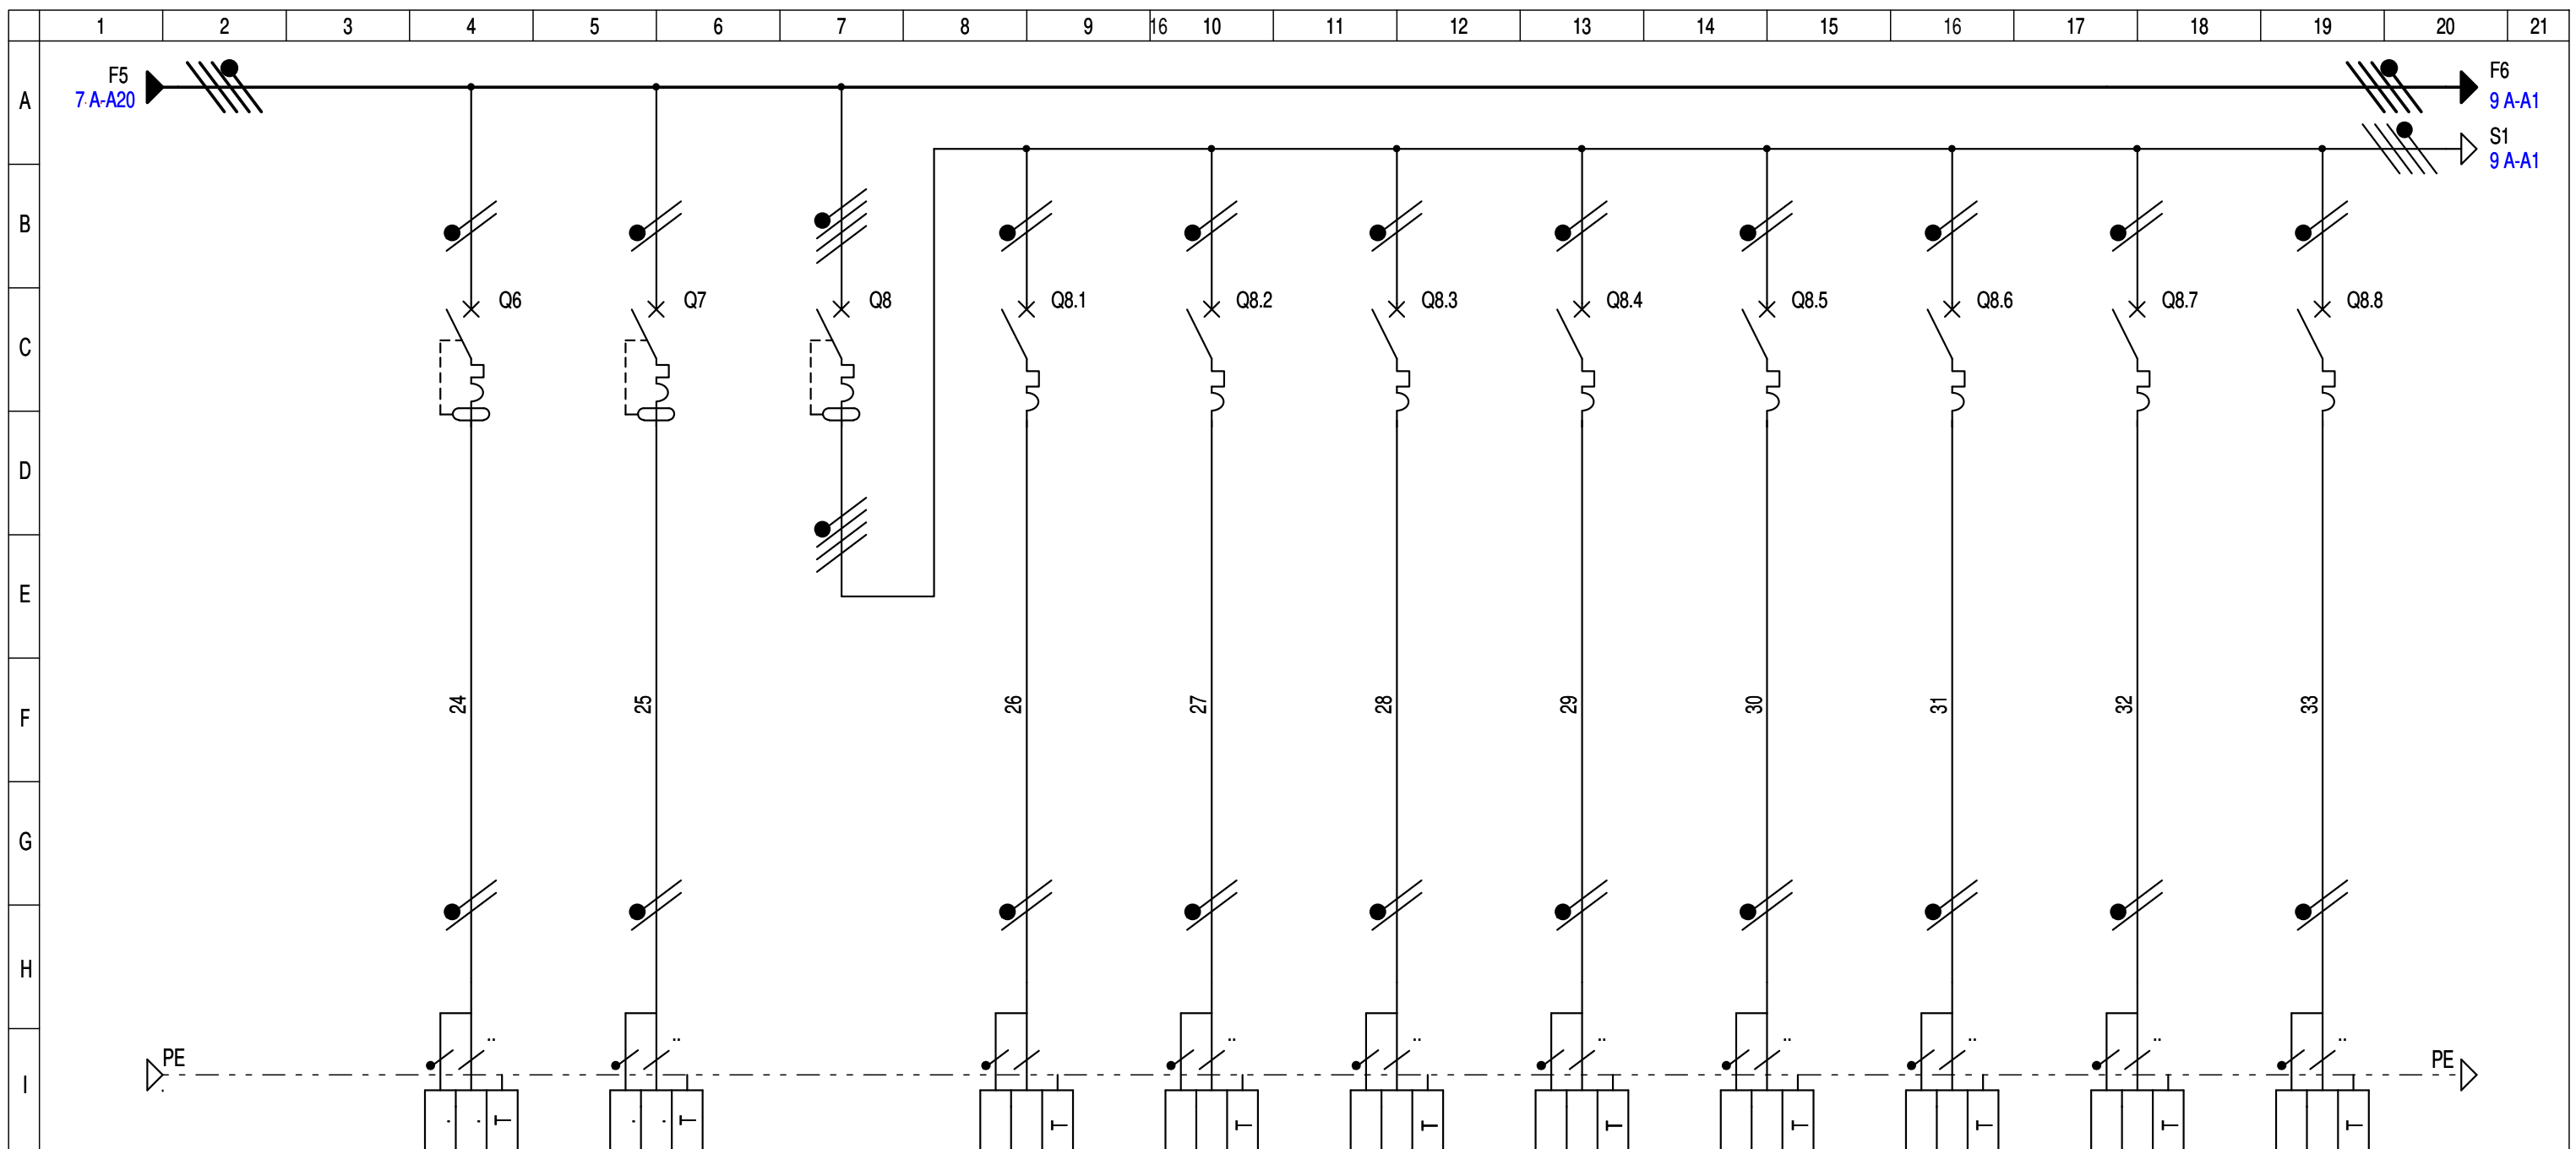 1 2 3 4 5 6 7 8 9 16 10 11 12 13 14 15 16 17 18 19 20 21
F5
7 A-A20
F6
9 A-A1
S1
9 A-A1
A
B
Q6 Q7 Q8 Q8.1 Q8.2 Q8.3 Q8.4 Q8.5 Q8.6 Q8.7 Q8.8
C
D
E
24 25 26 27 28 29 30 31 32 33
F
G
H
PE PE
I
T T T T T T T T T T